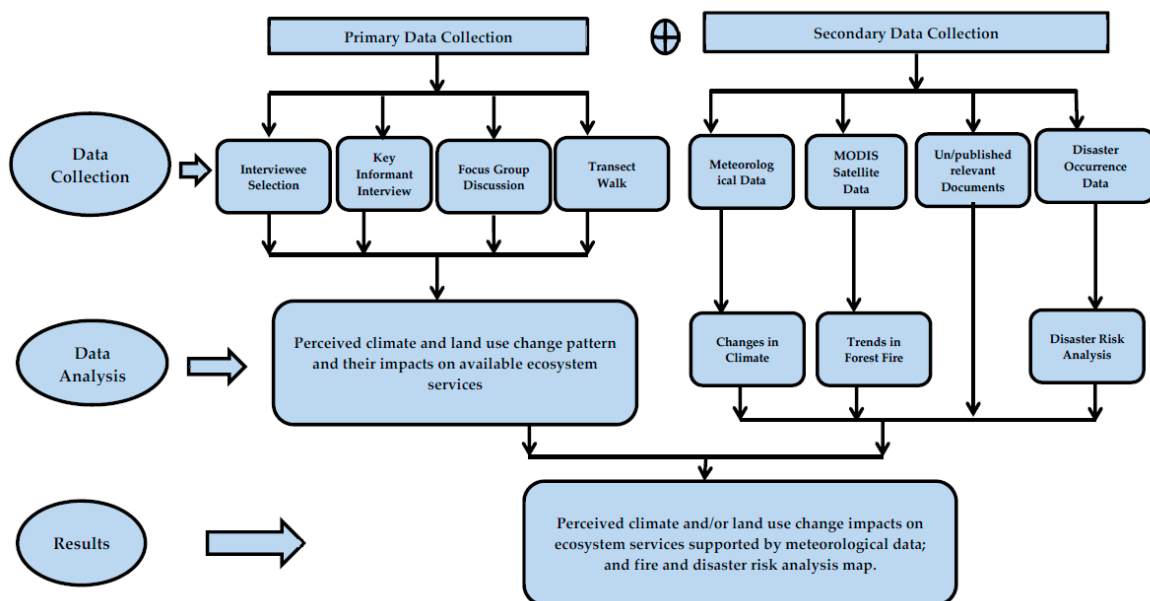 Primary Data Collection
Secondary Data Collection
Data
Collection
Interviewee
Selection
Key
Informant
Interview
Focus Group
Discussion
Transect
Walk
Meteorolog
ical Data
MODIS
Satellite
Data
Un/published
relevant
Documents
Disaster
Occurrence
Data
Data
Analysis
Perceived climate and land use change pattern
and their impacts on available ecosystem
services
Changes in
Climate
Trends in
Forest Fire
Disaster Risk
Analysis
Results
Perceived climate and/or land use change impacts on
ecosystem services supported by meteorological data;
and fire and disaster risk analysis map.